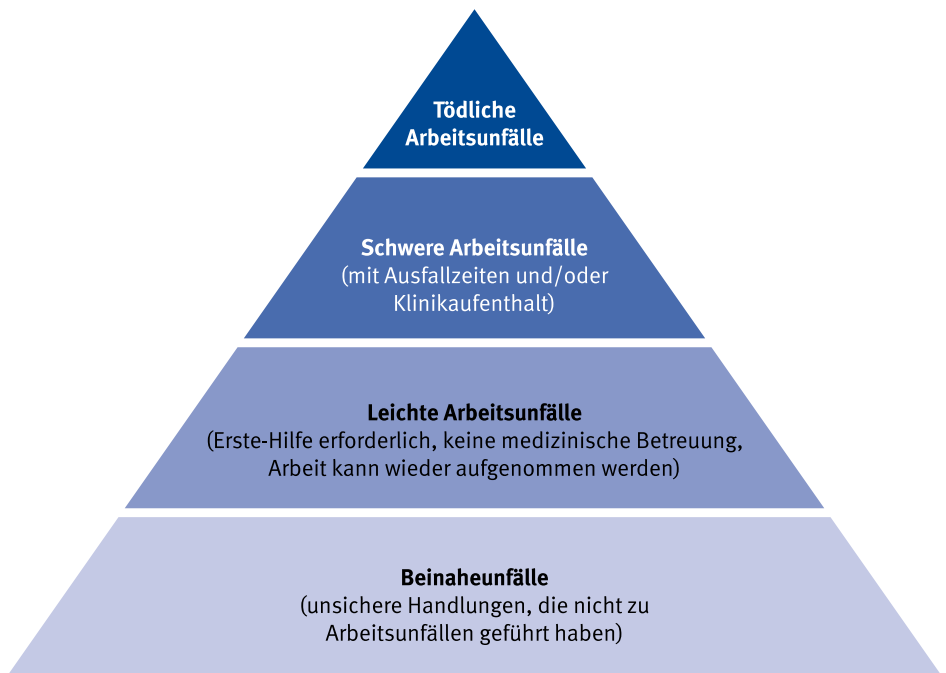 Tödliche
Arbeitsunfälle
Schwere Arbeitsunfälle
(mit Ausfallzeiten und/oder
Klinikaufenthalt)
Leichte Arbeitsunfälle
(Erste-Hilfe erforderlich, keine medizinische Betreuung,
Arbeit kann wieder aufgenommen werden)
Beinaheunfälle
(unsichere Handlungen, die nicht zu
Arbeitsunfällen geführt haben)